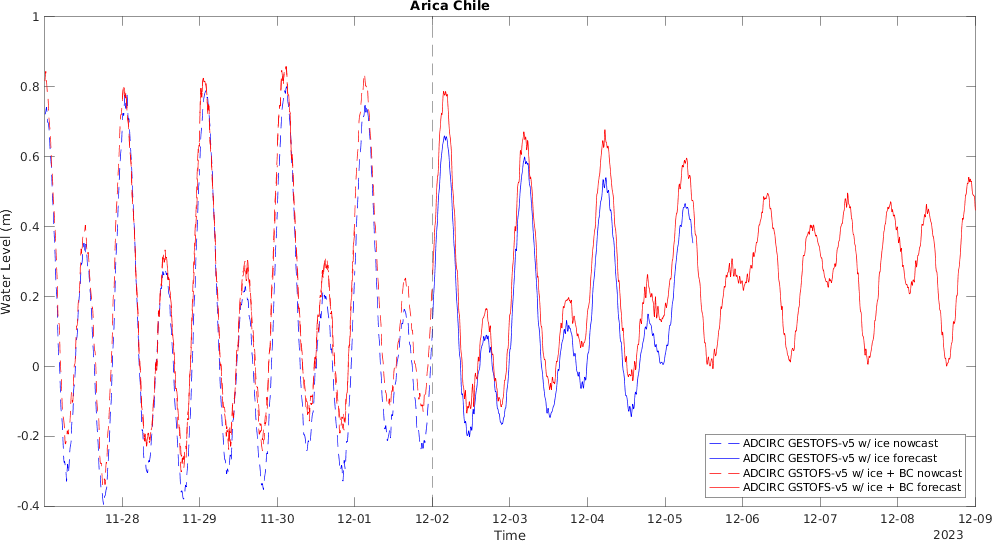 Arica Chile
1
0.8
0.6
0.4
0.2
0
-0.2
-0.4
Water Level (m)
11-28 11-29 11-30 12-01 12-02 12-03 12-04 12-05 12-06 12-07 12-08 12-09
Time
2023
ADCIRC GESTOFS-v5 w/ ice nowcast
ADCIRC GESTOFS-v5 w/ ice forecast
ADCIRC GSTOFS-v5 w/ ice + BC nowcast
ADCIRC GSTOFS-v5 w/ ice + BC forecast